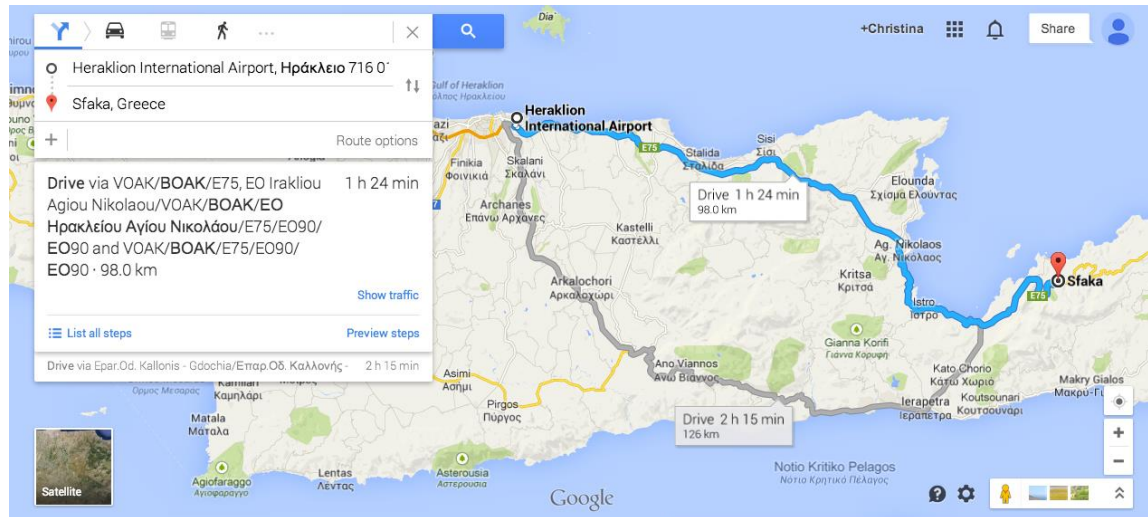 Heraklion International Airport, Ηράκλειο 716 0
Sfaka, Greece
Route options
Drive via VOAK/BOAK/E75, EO Irakliou
1 h 24 min
Agiou Nikolaou/VOAK/BOAK/EO
Ηρακλείου Αγίου Νικολάου/E75/EO90/
EO90 and VOAK/BOAK/E75/EO90/
EO90 · 98.0 km
Show traffic
List all steps
Preview steps
Drive via Epar.Od. Kallonis - Gdochia/Επαρ.Οδ. Καλλονής -
2 h 15 min
+Christina
Share
Dia
Gulf of Heraklion
Heraklion
International Airport
E75
Stalida
Σταλίδα
Sisi
Σίσι
Finikia
Φοινικιά
Skalani
Σκαλάνι
Drive 1 h 24 min
98.0 km
Elounda
Σχίσμα Ελούντας
Archanes
Επάνω Αρχάνες
Kastelli
Καστέλλι
Ag. Nikolaos
Αγ. Νικόλαος
Kritsa
Κριτσά
Sfaka
E75
Arkalochori
Αρκαλοχώρι
Istro
Ίστρο
Gianna Korifi
Γιάννα Κορυφή
Ano Viannos
Άνω Βιάννος
Kato Chorio
Κάτω Χωριό
Asimi
Ασήμι
Makry Gialos
Ierapetra
Ιεράπετρα
Koutsounari
Κουτσουνάρι
Pirgos
Πύργος
Drive 2 h 15 min
126 km
Kamilari
Καμηλάρι
Matala
Μάταλα
Agiofaraggo
Αγιοφάραγγο
Lentas
Λέντας
Asterousia
Αστερούσια
Notio Kritiko Pelagos
Νότιο Κρητικό Πέλαγος
Satellite
Google